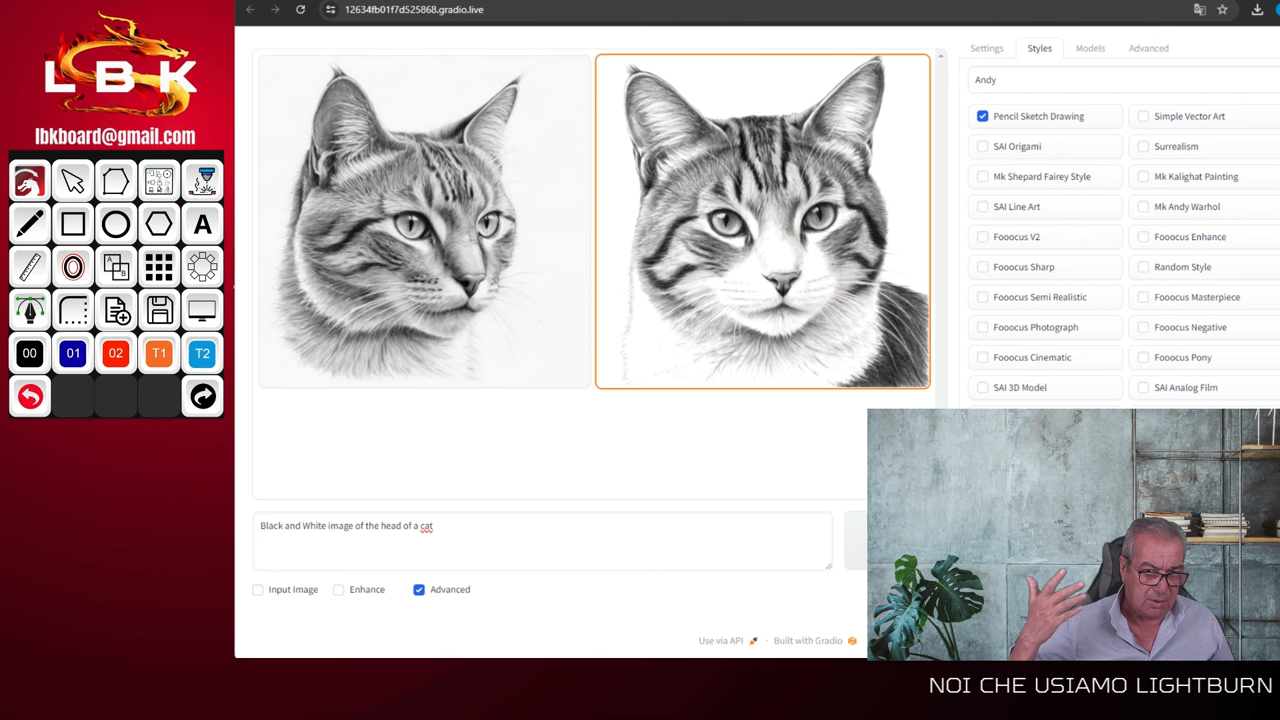 12634fb01f7d525868.gradio.live
LBK
lbkboard@gmail.com
A
00 01 02 T1 T2
Settings Styles Models Advanced
Andy
Pencil Sketch Drawing Simple Vector Art
SAI Origami Surrealism
Mk Shepard Fairey Style Mk Kalighat Painting
SAI Line Art Mk Andy Warhol
Fooocus V2 Fooocus Enhance
Fooocus Sharp Random Style
Fooocus Semi Realistic Fooocus Masterpiece
Fooocus Photograph Fooocus Negative
Fooocus Cinematic Fooocus Pony
SAI 3D Model SAI Analog Film
Black and White image of the head of a cat
Input Image Enhance Advanced
Use via API · Built with Gradio
NOI CHE USIAMO LIGHTBURN